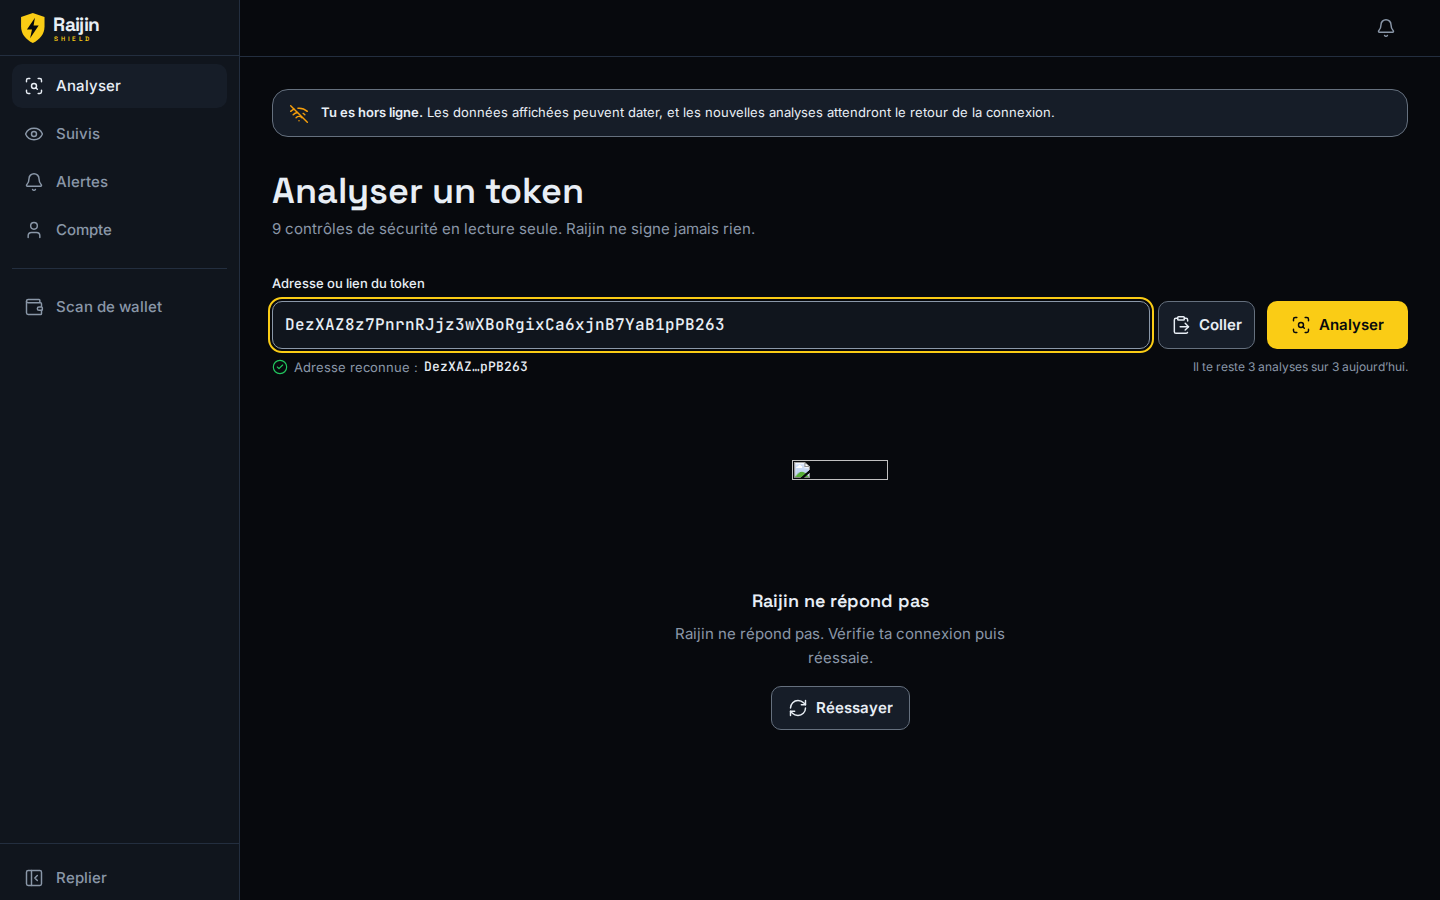 Raijin
SHIELD
Analyser
Suivis
Alertes
Compte
Scan de wallet
Replier
Tu es hors ligne. Les données affichées peuvent dater, et les nouvelles analyses attendront le retour de la connexion.
Analyser un token
9 contrôles de sécurité en lecture seule. Raijin ne signe jamais rien.
Adresse ou lien du token
DezXAZ8z7PnrnRJjz3wXBoRgixCa6xjnB7YaB1pPB263
Coller
Analyser
Adresse reconnue : DezXAZ…pPB263
Il te reste 3 analyses sur 3 aujourd'hui.
Raijin ne répond pas
Raijin ne répond pas. Vérifie ta connexion puis
réessaie.
Réessayer